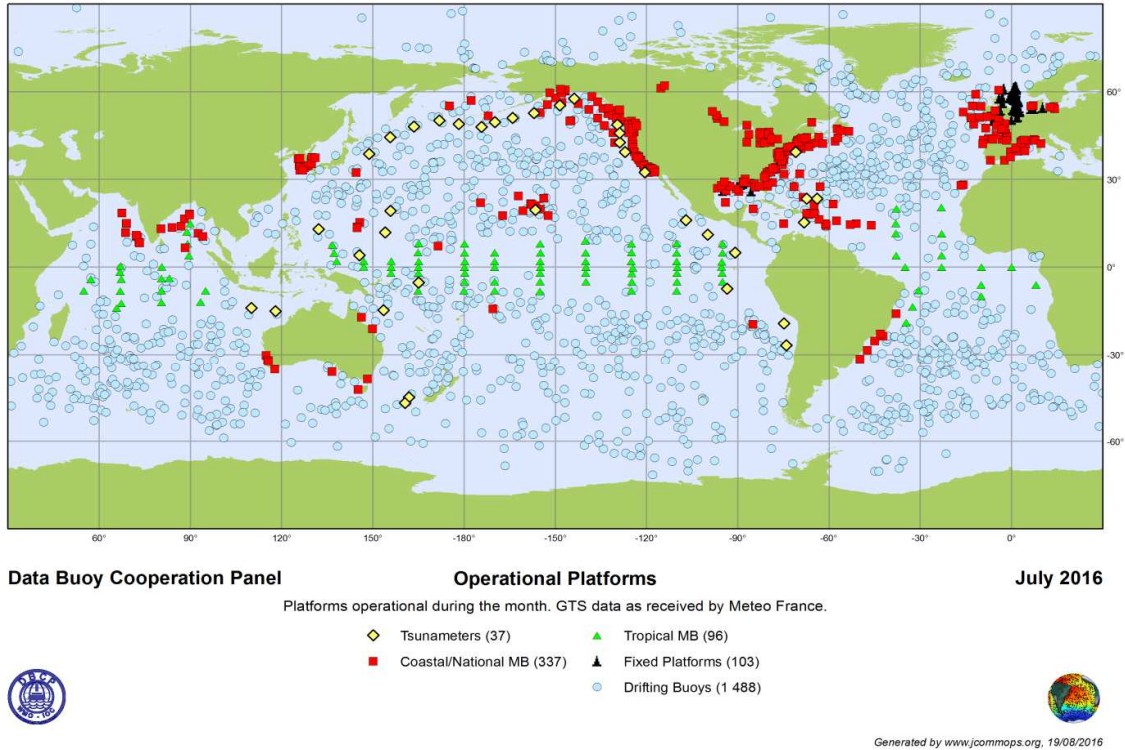 60°
30°
0°
-30°
-60°
60° 90° 120° 150° -180° -150° -120° -90° -60° -30° 0°
Data Buoy Cooperation Panel Operational Platforms July 2016
Platforms operational during the month. GTS data as received by Meteo France.
Tsunameters (37) Tropical MB (96)
Coastal/National MB (337) Fixed Platforms (103)
Drifting Buoys (1 488)
DBCP
WMO - IOC
Generated by www.jcommops.org, 19/08/2016